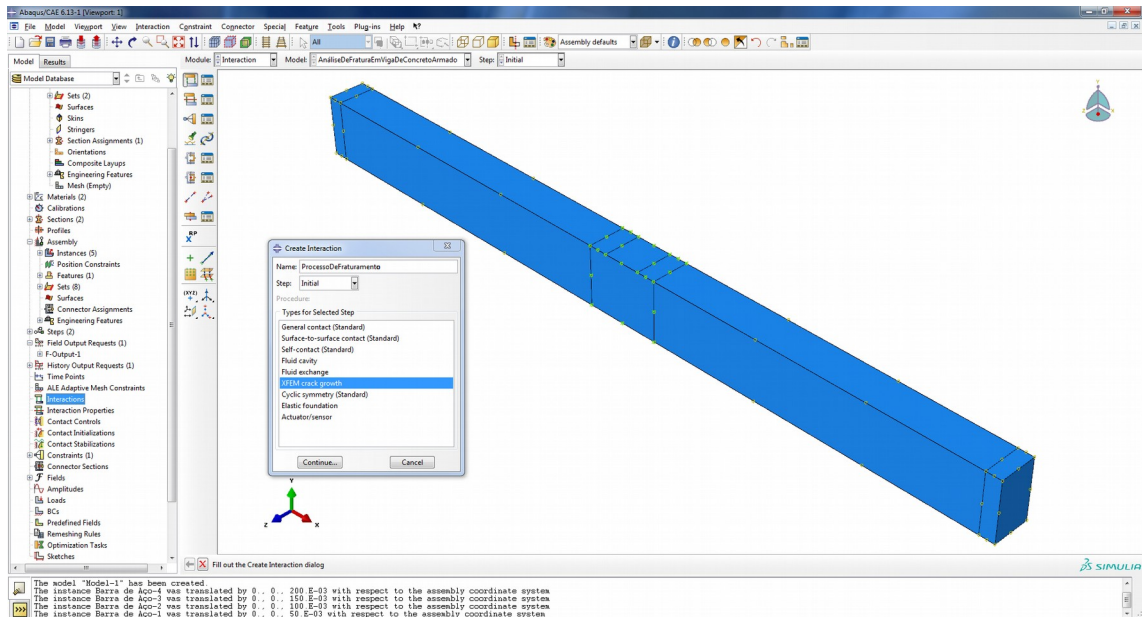 Abaqus/CAE 6.13-1 [Viewport: 1]
File Model Viewport View Interaction Constraint Connector Special Feature Tools Plug-ins Help
All Assembly defaults
Model Results Module: Interaction Model: AnáliseDeFraturaEmVigaDeConcretoArmado Step: Initial
Model Database
Sets (2)
Surfaces
Skins
Stringers
Section Assignments (1)
Orientations
Composite Layups
Engineering Features
Mesh (Empty)
Materials (2)
Calibrations
Sections (2)
Profiles
Assembly
Instances (5)
Position Constraints
Features (1)
Sets (8)
Surfaces
Connector Assignments
Engineering Features
Steps (2)
Field Output Requests (1)
F-Output-1
History Output Requests (1)
Time Points
ALE Adaptive Mesh Constraints
Interactions
Interaction Properties
Contact Controls
Contact Initializations
Contact Stabilizations
Constraints (1)
Connector Sections
Fields
Amplitudes
Loads
BCs
Predefined Fields
Remeshing Rules
Optimization Tasks
Sketches
RP
(XYZ)
Create Interaction
Name: ProcessoDeFraturamento
Step: Initial
Procedure:
Types for Selected Step
General contact (Standard)
Surface-to-surface contact (Standard)
Self-contact (Standard)
Fluid cavity
Fluid exchange
XFEM crack growth
Cyclic symmetry (Standard)
Elastic foundation
Actuator/sensor
Continue... Cancel
Y
Z X
Fill out the Create Interaction dialog
SIMULIA
The model "Model-1" has been created.
The instance Barra de Aço-4 was translated by 0., 0., 200.E-03 with respect to the assembly coordinate system
The instance Barra de Aço-3 was translated by 0., 0., 150.E-03 with respect to the assembly coordinate system
The instance Barra de Aço-2 was translated by 0., 0., 100.E-03 with respect to the assembly coordinate system
The instance Barra de Aço-1 was translated by 0., 0., 50.E-03 with respect to the assembly coordinate system